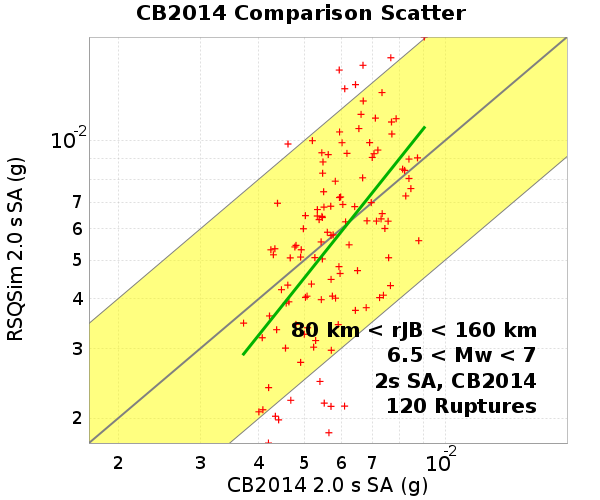 CB2014 Comparison Scatter
RSQSim 2.0 s SA (g)
10-2
7
6
5
4
3
2
80 km < rJB < 160 km
6.5 < Mw < 7
2s SA, CB2014
120 Ruptures
2 3 4 5 6 7 10-2
CB2014 2.0 s SA (g)